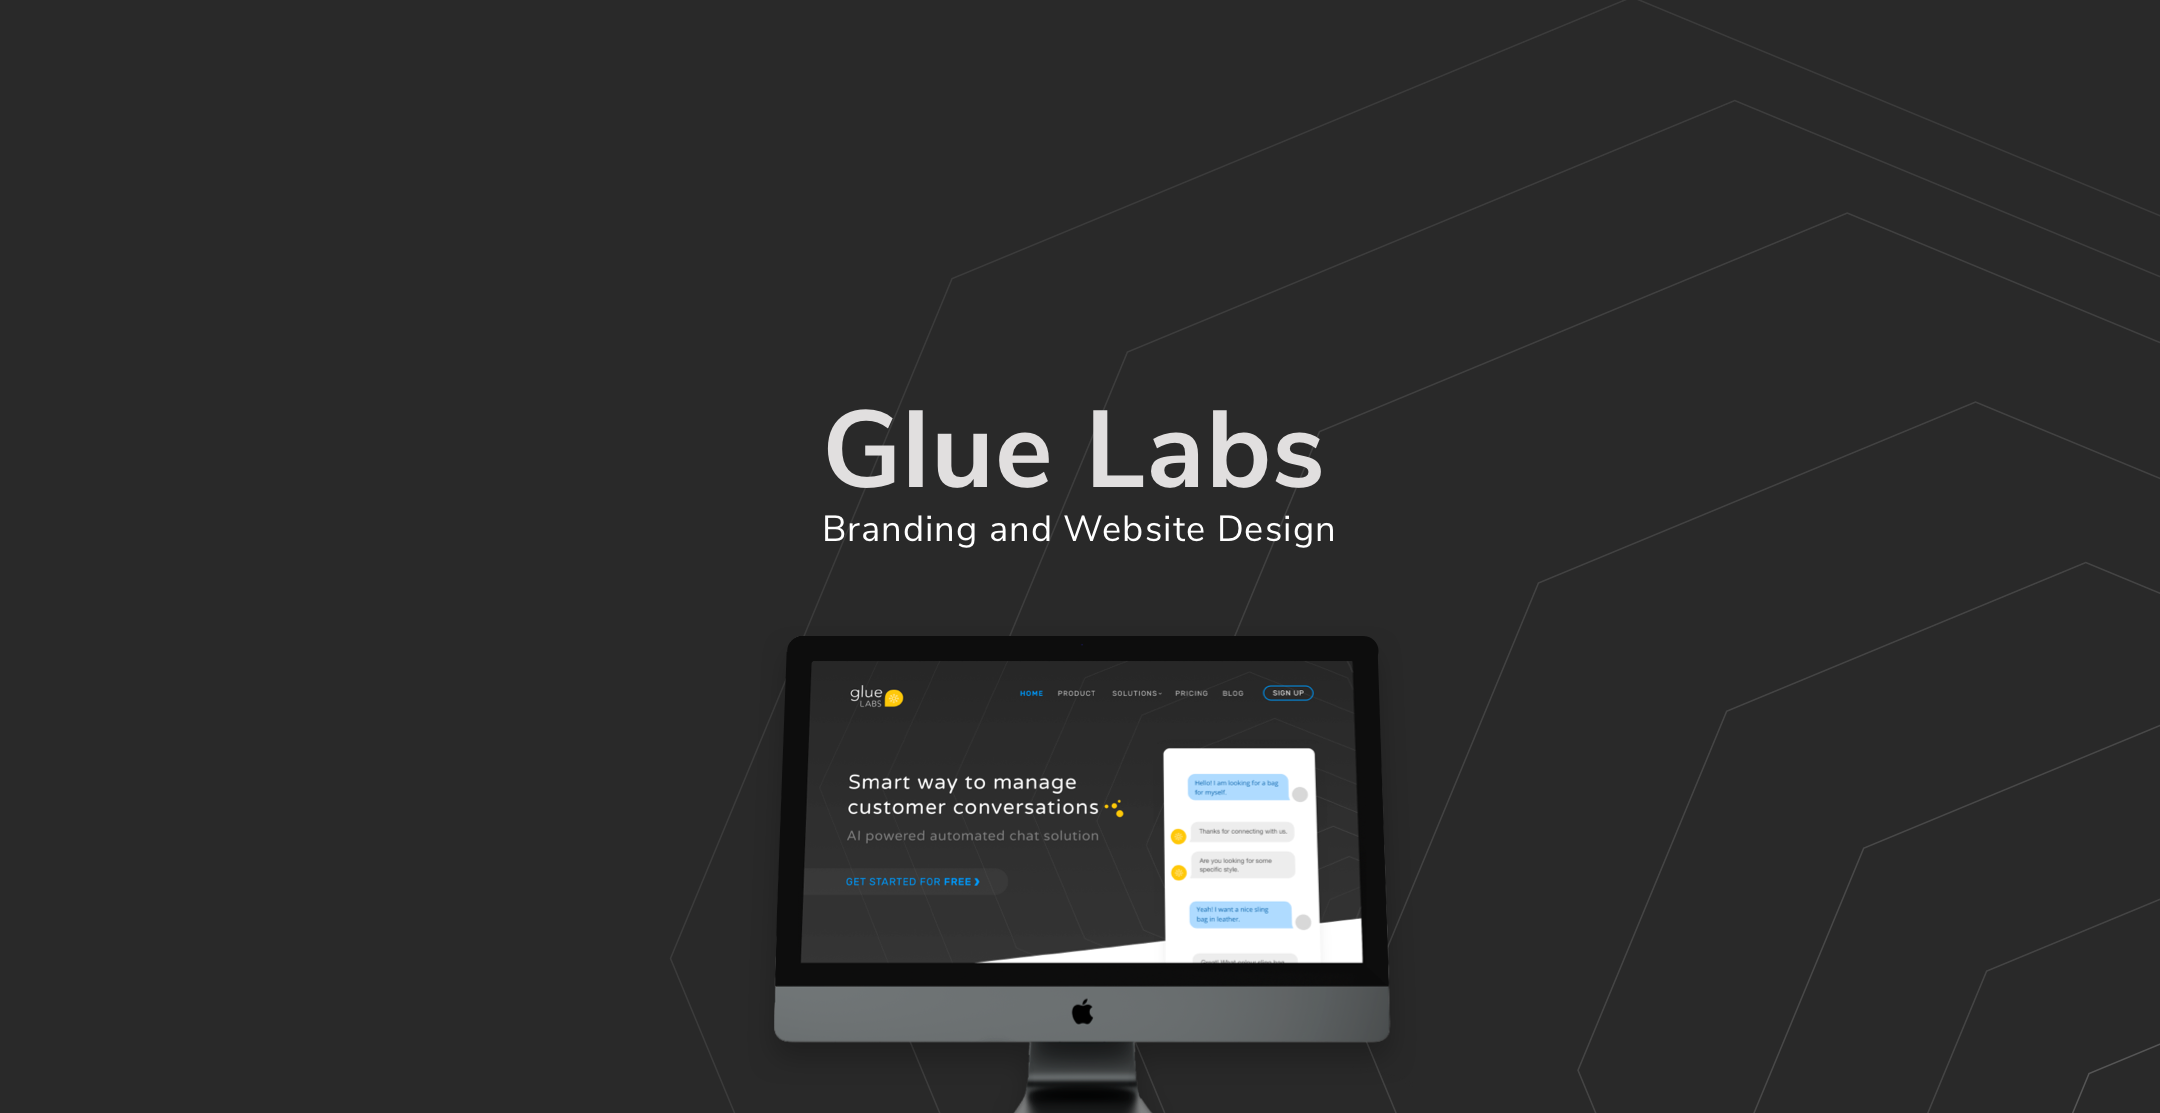 Glue Labs
Branding and Website Design
glue
LABS
HOME PRODUCT SOLUTIONS PRICING BLOG SIGN UP
Smart way to manage
customer conversations
AI powered automated chat solution
GET STARTED FOR FREE ❯
Hello! I am looking for a bag
for myself.
Thanks for connecting with us.
Are you looking for some
specific style.
Yeah! I want a nice sling
bag in leather.